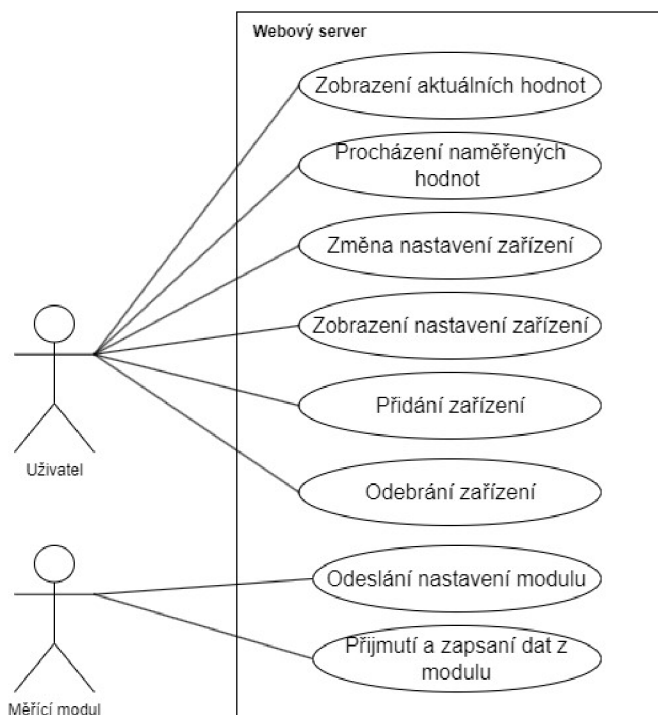 Webový server
Zobrazení aktuálních hodnot
Procházení naměřených
hodnot
Změna nastavení zařízení
Zobrazení nastavení zařízení
Přidání zařízení
Uživatel
Odebrání zařízení
Odeslání nastavení modulu
Přijmutí a zapsaní dat z
modulu
Měřící modul